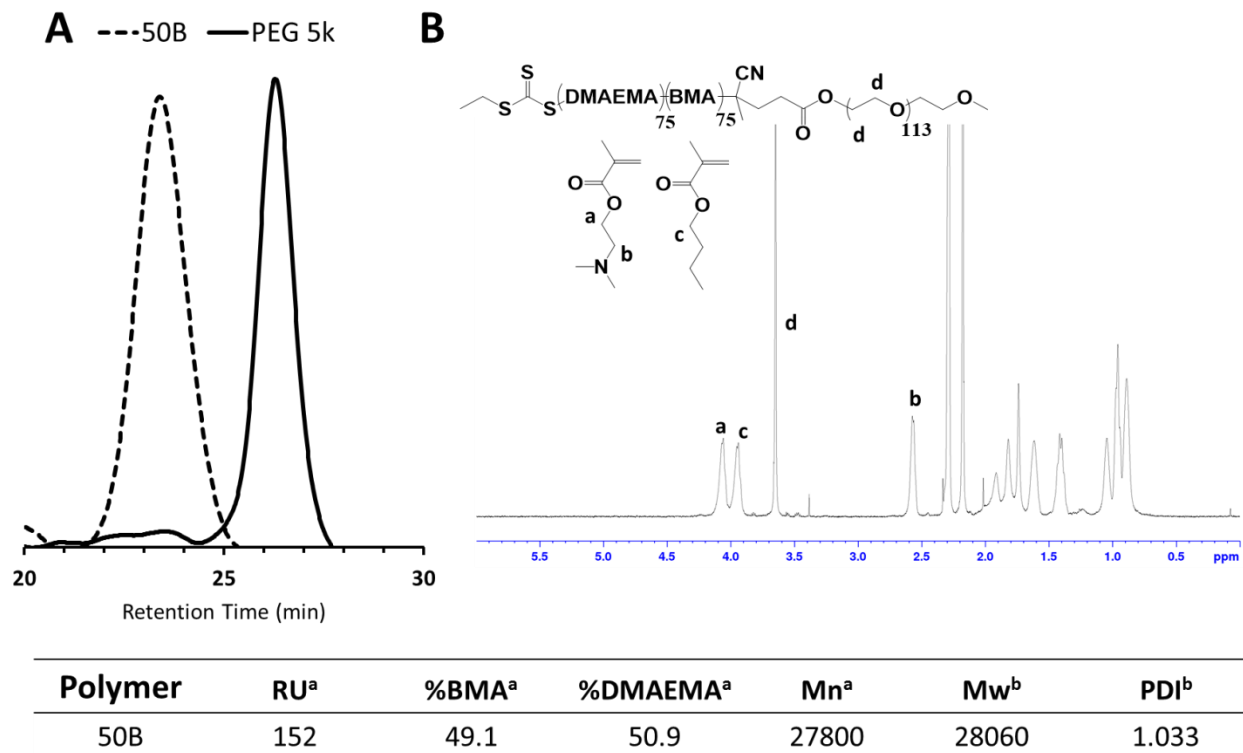 A
50B
PEG 5k
20
25
30
Retention Time (min)
B
S
S
S
(DMAEMA)
75
(BMA)
75
CN
O
O
d
O
113
O
d
O
O
a
b
N
O
O
c
a
c
d
b
5.5
5.0
4.5
4.0
3.5
3.0
2.5
2.0
1.5
1.0
0.5
ppm
Polymer RUᵃ %BMAᵃ %DMAEMAᵃ Mnᵃ Mwᵇ PDIᵇ
50B 152 49.1 50.9 27800 28060 1.033